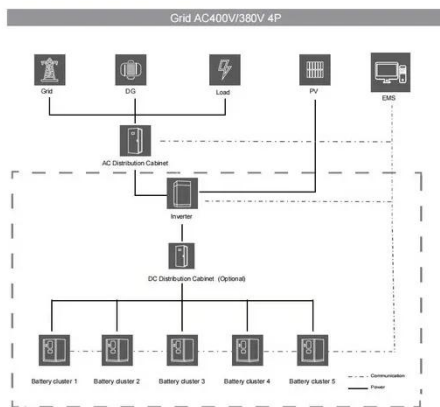 Grid AC400V/380V 4P
Grid
DG
Load
PV
EMS
AC Distribution Cabinet
Inverter
DC Distribution Cabinet (Optional)
Battery cluster 1
Battery cluster 2
Battery cluster 3
Battery cluster 4
Battery cluster 5
Communication
Power